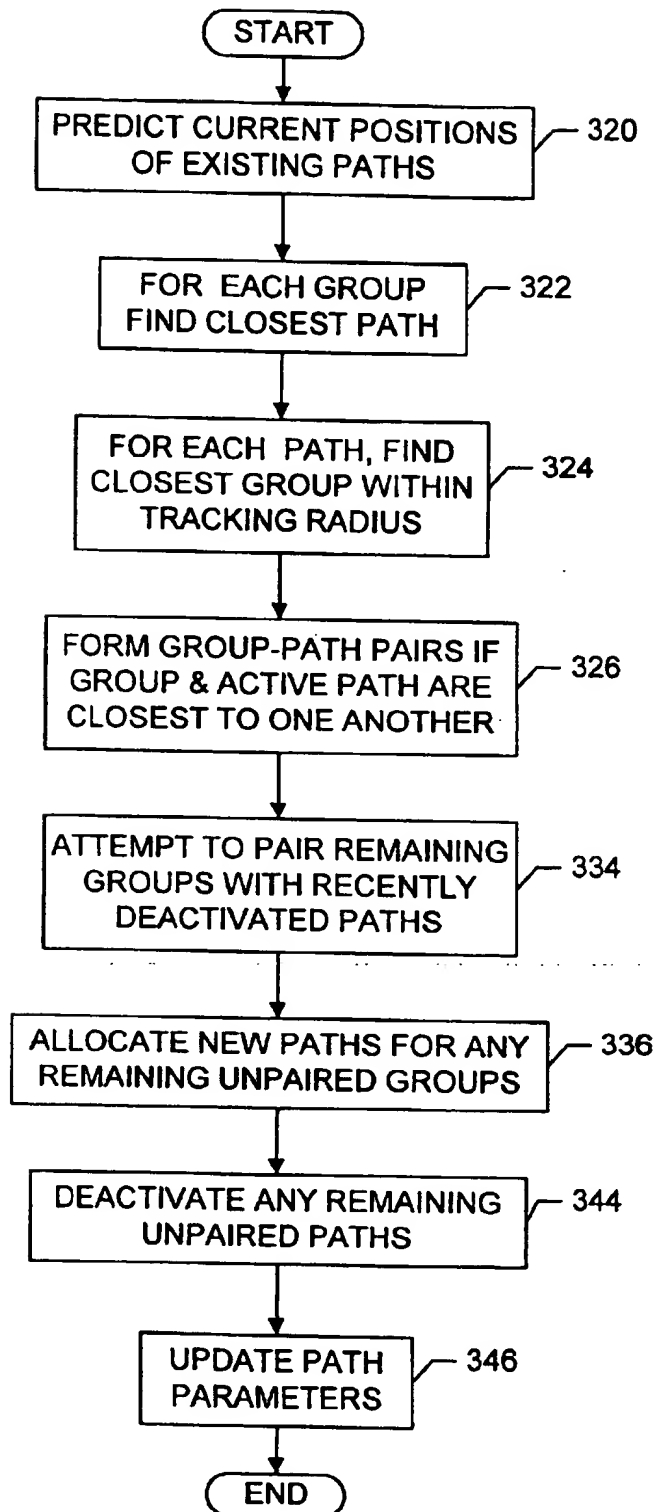 START
PREDICT CURRENT POSITIONS
OF EXISTING PATHS
320
FOR EACH GROUP
FIND CLOSEST PATH
322
FOR EACH PATH, FIND
CLOSEST GROUP WITHIN
TRACKING RADIUS
324
FORM GROUP-PATH PAIRS IF
GROUP & ACTIVE PATH ARE
CLOSEST TO ONE ANOTHER
326
ATTEMPT TO PAIR REMAINING
GROUPS WITH RECENTLY
DEACTIVATED PATHS
334
ALLOCATE NEW PATHS FOR ANY
REMAINING UNPAIRED GROUPS
336
DEACTIVATE ANY REMAINING
UNPAIRED PATHS
344
UPDATE PATH
PARAMETERS
346
END